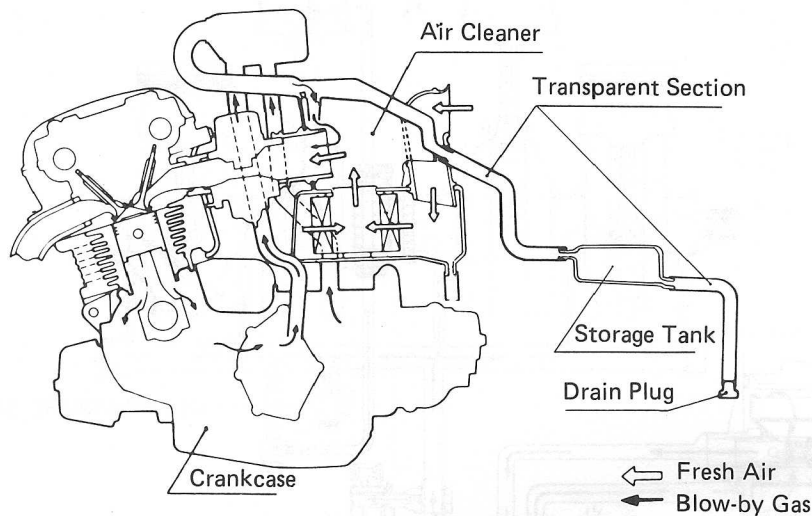 Air Cleaner
Transparent Section
Storage Tank
Drain Plug
Crankcase
Fresh Air
Blow-by Gas